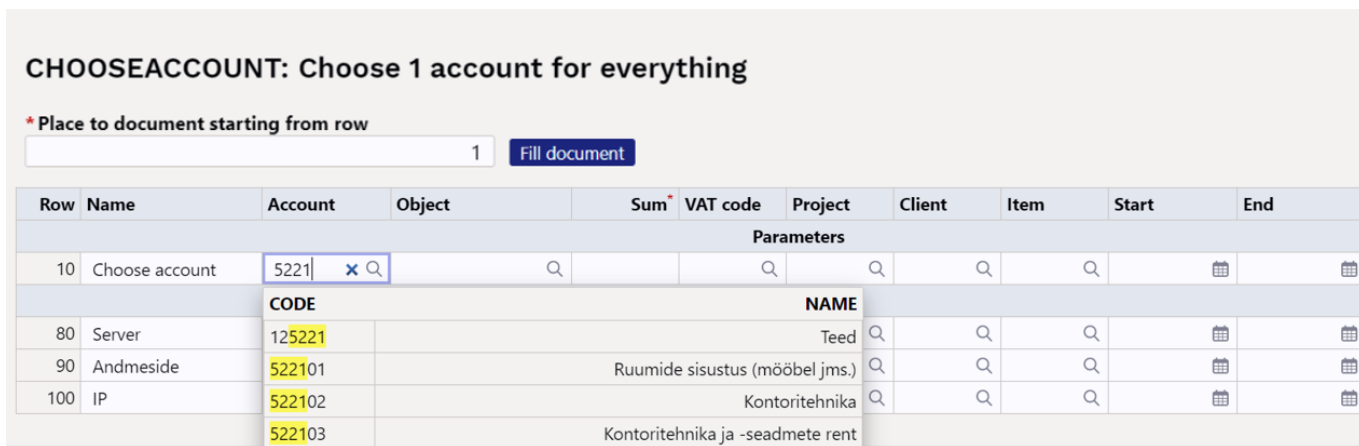 CHOOSEACCOUNT: Choose 1 account for everything
* Place to document starting from row
1 Fill document
Row Name Account Object Sum* VAT code Project Client Item Start End
Parameters
10 Choose account 5221
CODE NAME
80 Server 125221 Teed
90 Andmeside 522101 Ruumide sisustus (mööbel jms.)
100 IP 522102 Kontoritehnika
522103 Kontoritehnika ja -seadmete rent